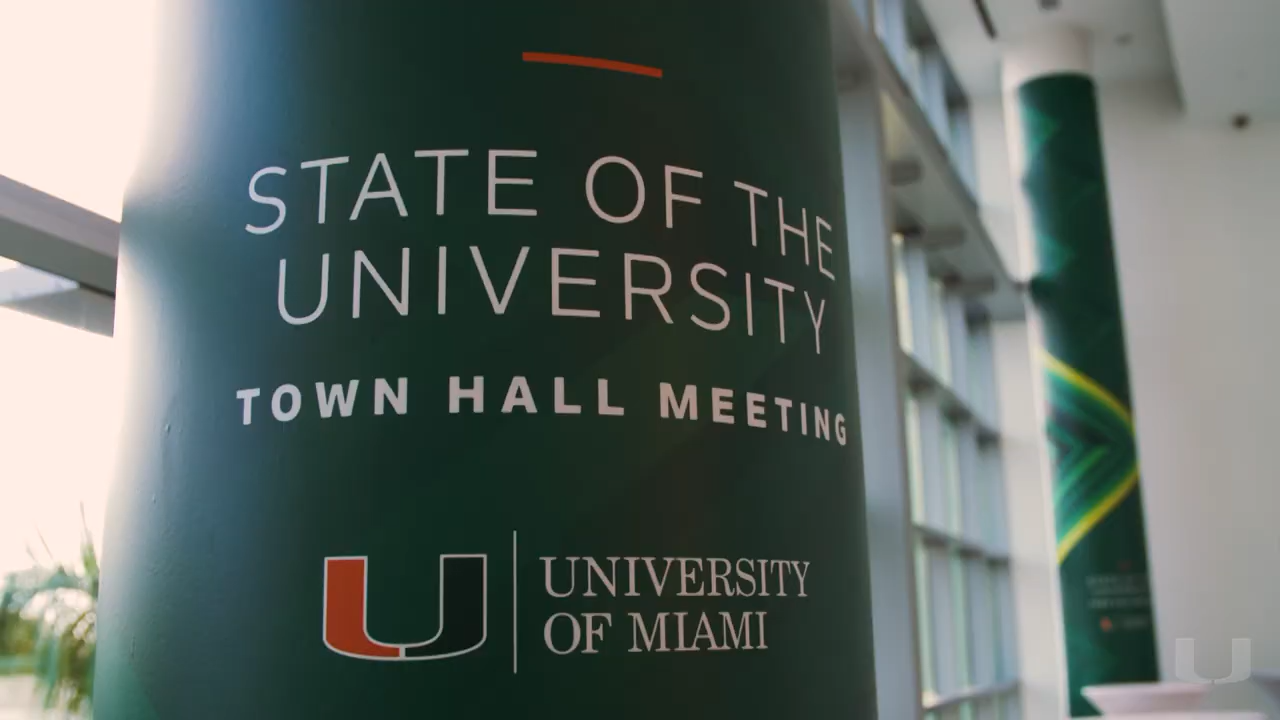 STATE OF THE
UNIVERSITY
TOWN HALL MEETING
U
UNIVERSITY
OF MIAMI
U